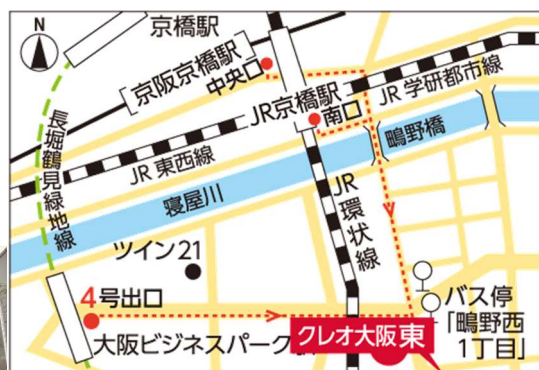 N
京橋駅
京阪京橋駅
中央口
JR京橋駅
南口
JR 学研都市線
長堀鶴見緑地線
JR 東西線
鴫野橋
寝屋川
JR環状線
ツイン21
4号出口
大阪ビジネスパーク
クレオ大阪東
バス停
「鴫野西
1丁目」